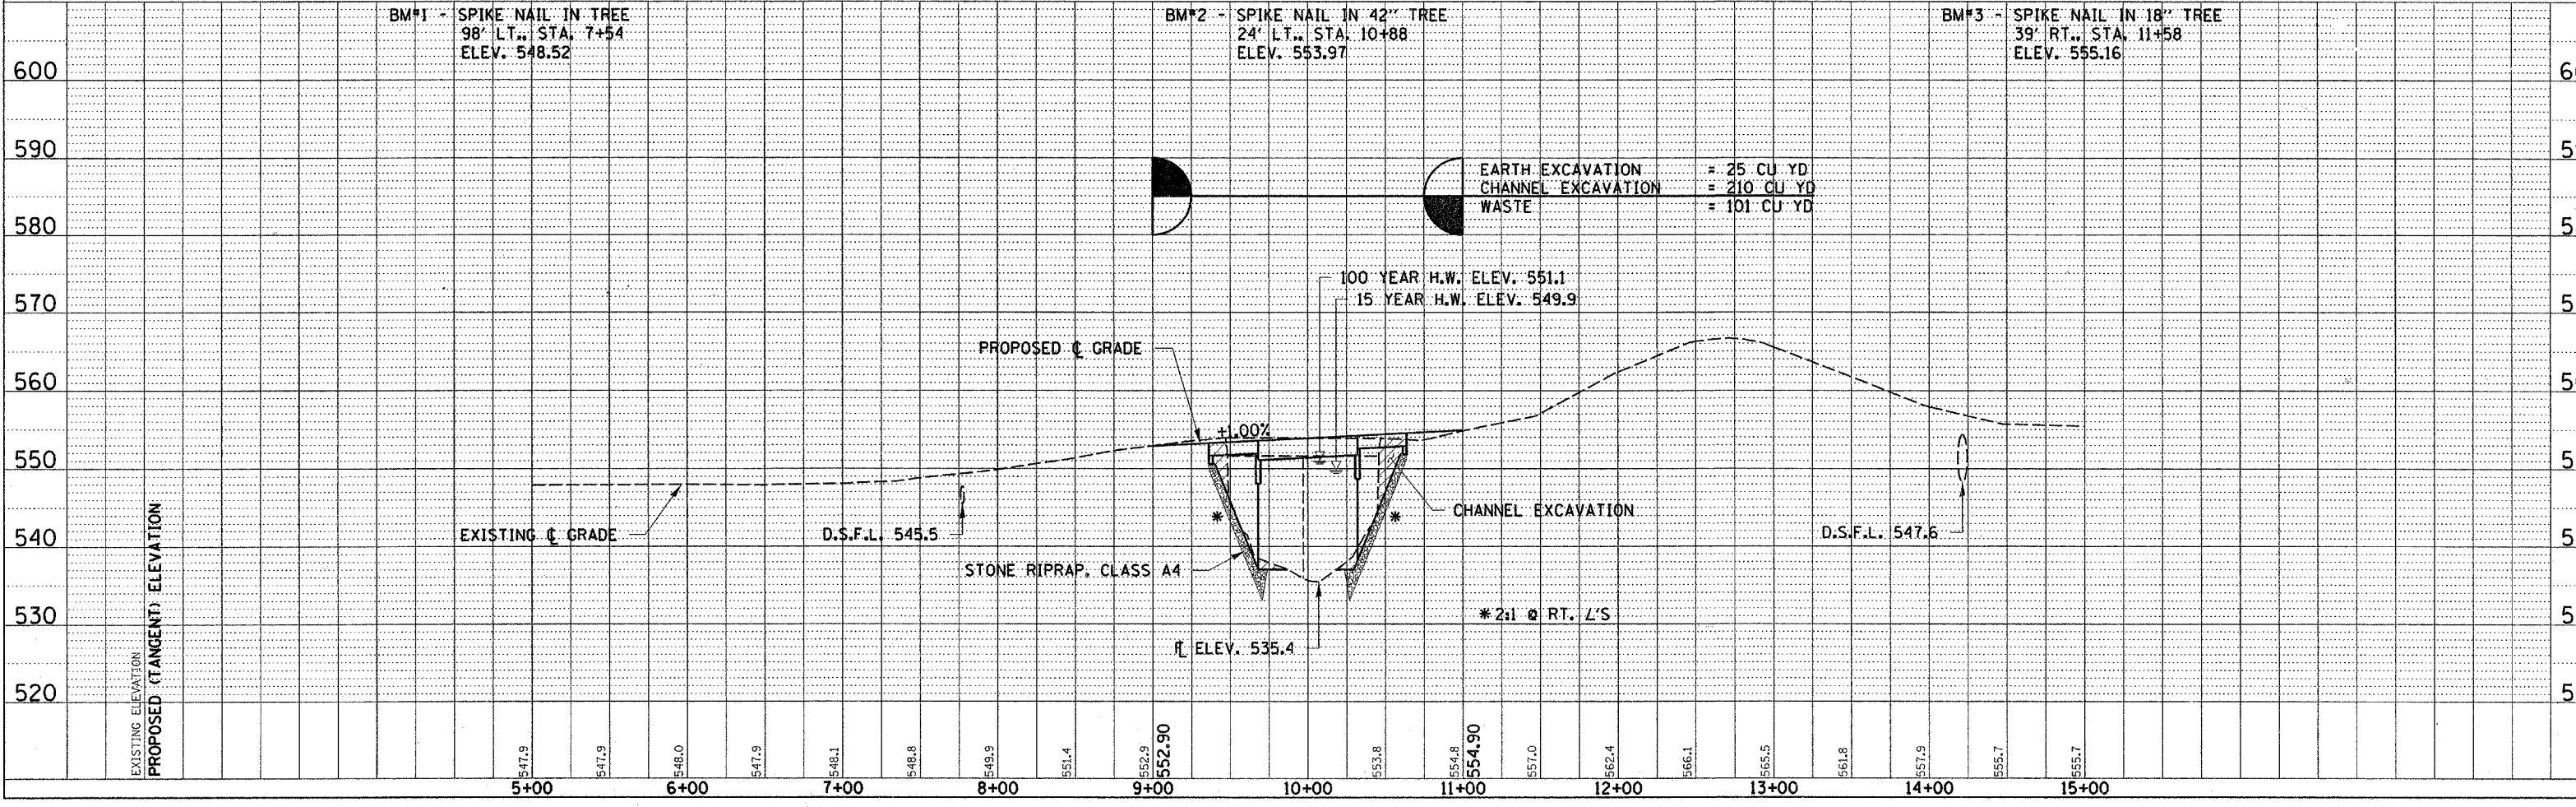 BM#1 - SPIKE NAIL IN TREE
98' LT., STA. 7+54
ELEV. 548.52
BM#2 - SPIKE NAIL IN 42" TREE
24' LT., STA. 10+88
ELEV. 553.97
BM#3 - SPIKE NAIL IN 18" TREE
39' RT., STA. 11+58
ELEV. 555.16
600
590
EARTH EXCAVATION = 25 CU YD
CHANNEL EXCAVATION = 210 CU YD
WASTE = 101 CU YD
580
100 YEAR H.W. ELEV. 551.1
15 YEAR H.W. ELEV. 549.9
570
PROPOSED ℄ GRADE
560
+1.00%
550
CHANNEL EXCAVATION
EXISTING ℄ GRADE
D.S.F.L. 545.5
D.S.F.L. 547.6
540
STONE RIPRAP, CLASS A4
530
* *
* 2:1 @ RT. ∠'S
FL ELEV. 535.4
520
EXISTING ELEVATION
PROPOSED (TANGENT) ELEVATION
547.9 547.9 548.0 547.9 548.1 548.8 549.9 551.4 552.9 552.90 553.8 554.8 554.90 557.0 562.4 566.1 565.5 561.8 557.9 555.7 555.7
5+00 6+00 7+00 8+00 9+00 10+00 11+00 12+00 13+00 14+00 15+00